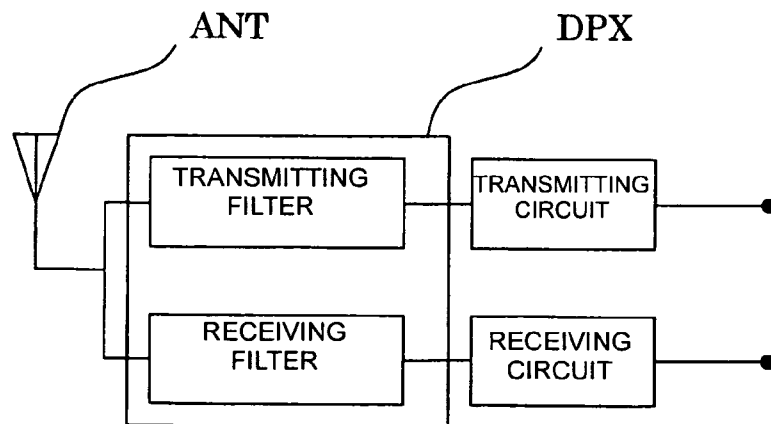 ANT
DPX
TRANSMITTING
FILTER
TRANSMITTING
CIRCUIT
RECEIVING
FILTER
RECEIVING
CIRCUIT